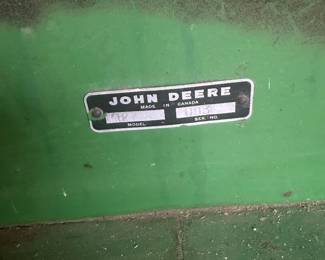 JOHN DEERE
MADE IN CANADA
MODEL SER. NO.